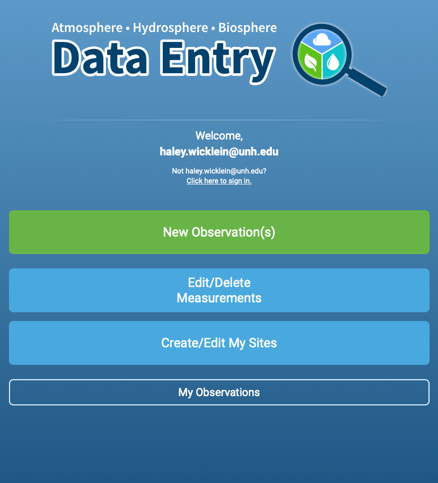 Atmosphere • Hydrosphere • Biosphere
Data Entry
Welcome,
haley.wicklein@unh.edu
Not haley.wicklein@unh.edu?
Click here to sign in.
New Observation(s)
Edit/Delete
Measurements
Create/Edit My Sites
My Observations